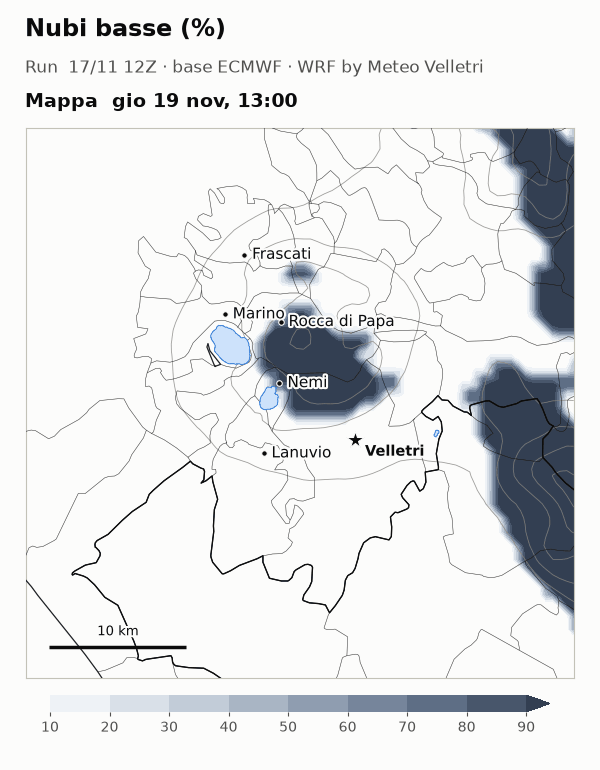 Nubi basse (%)
Run  17/11 12Z · base ECMWF · WRF by Meteo Velletri
Mappa  gio 19 nov, 13:00
Frascati
Marino
Rocca di Papa
Nemi
Velletri
Lanuvio
10 km
10 20 30 40 50 60 70 80 90